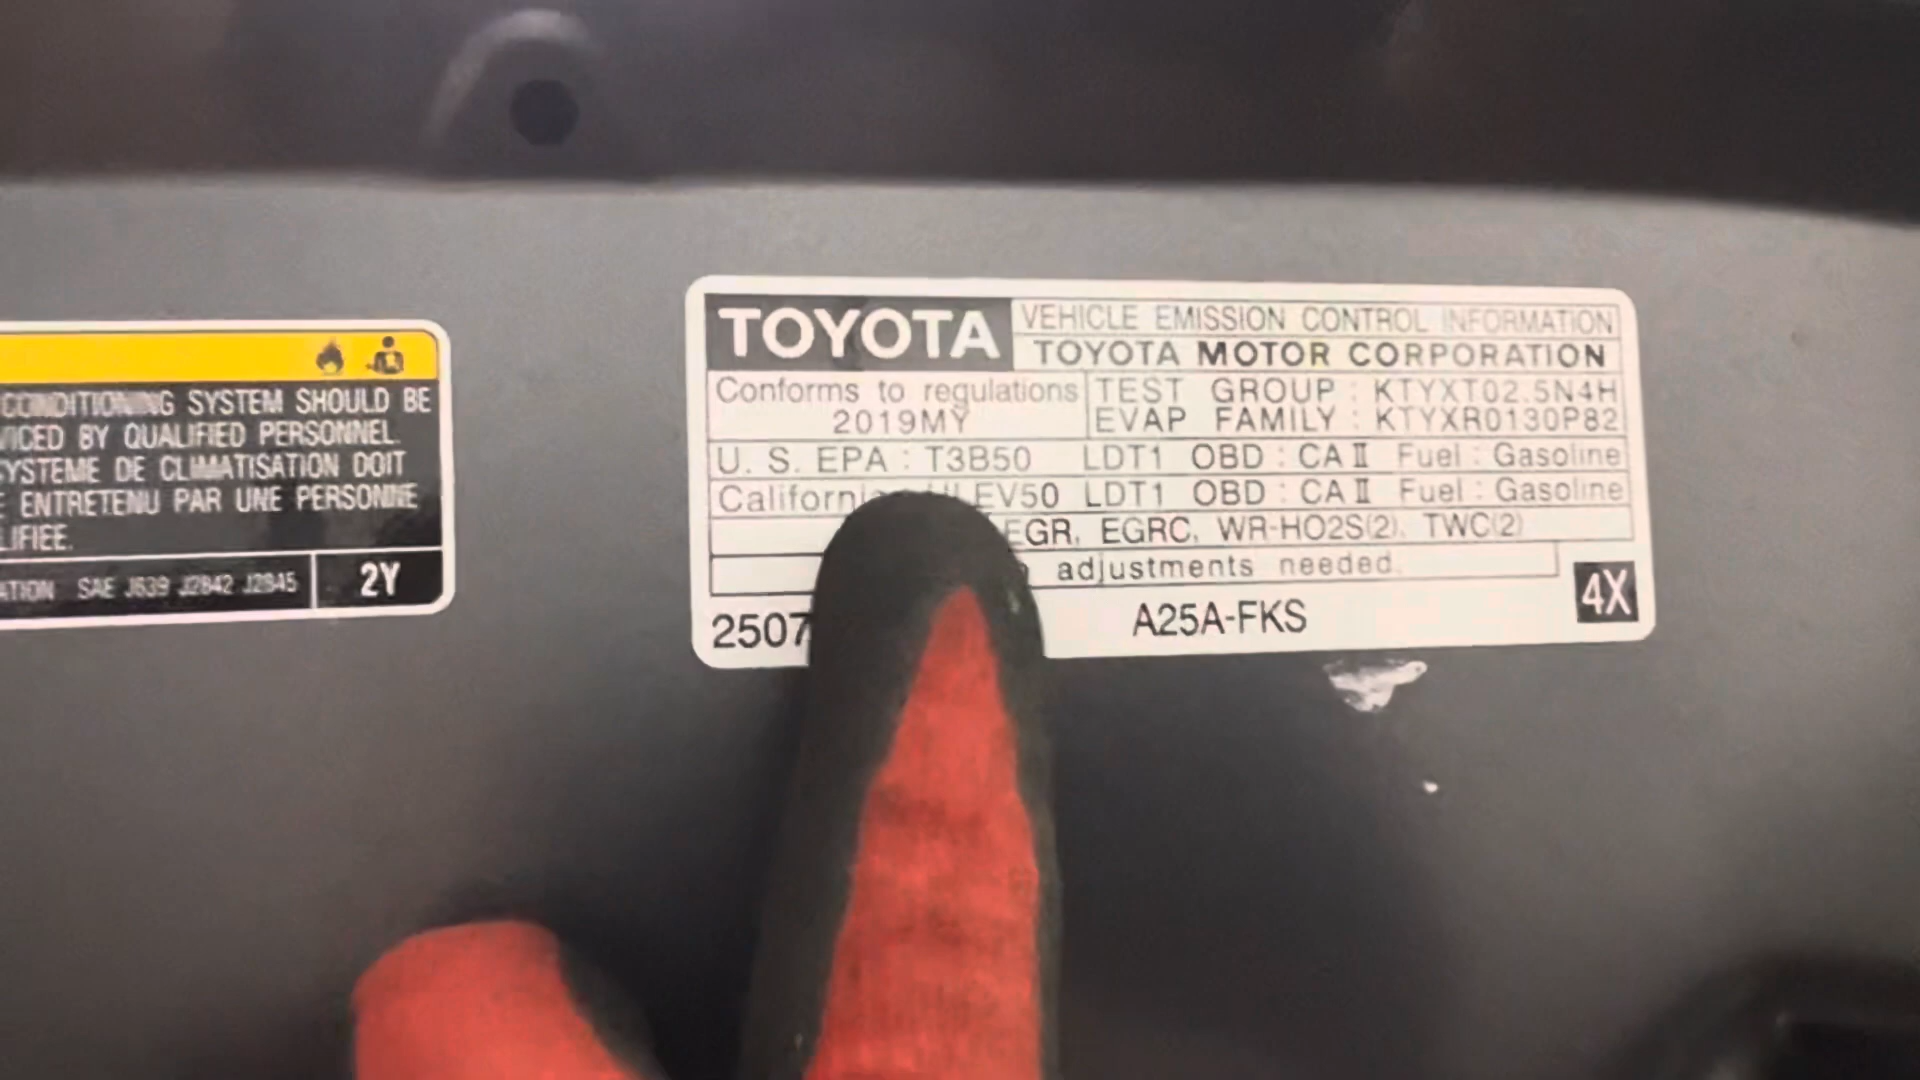 CONDITIONING SYSTEM SHOULD BE
VICED BY QUALIFIED PERSONNEL.
SYSTEME DE CLIMATISATION DOIT
E ENTRETENU PAR UNE PERSONNE
LIFIEE.
ATION SAE J639 J2842 J2845
2Y
TOYOTA
VEHICLE EMISSION CONTROL INFORMATION
TOYOTA MOTOR CORPORATION
Conforms to regulations
2019MY
TEST GROUP : KTYXT02.5N4H
EVAP FAMILY : KTYXR0130P82
U. S. EPA : T3B50 LDT1 OBD : CA II Fuel : Gasoline
Californi EV50 LDT1 OBD : CA II Fuel : Gasoline
EGR, EGRC, WR-HO2S(2), TWC(2)
adjustments needed.
2507
A25A-FKS
4X